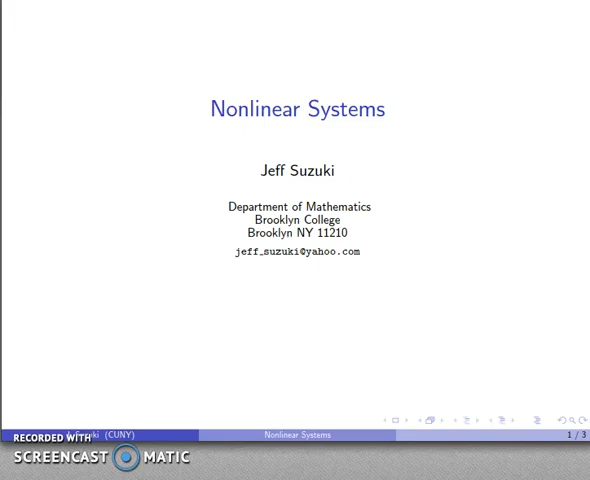 Nonlinear Systems
Jeff Suzuki
Department of Mathematics
Brooklyn College
Brooklyn NY 11210
jeff_suzuki@yahoo.com
(CUNY)
Nonlinear Systems
1 / 3
RECORDED WITH
SCREENCAST MATIC